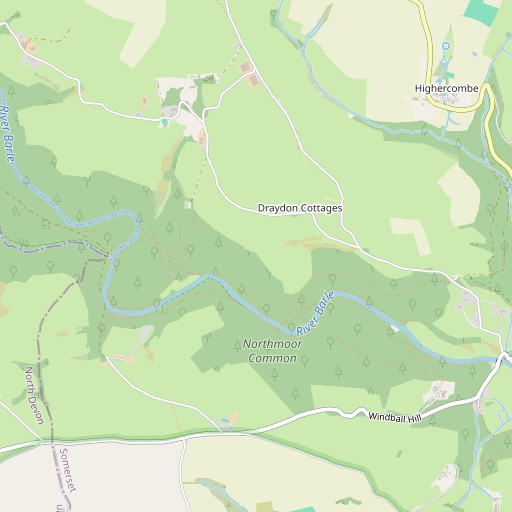 Highercombe
River Barle
Draydon Cottages
River Barle
Northmoor
Common
North Devon
Windball Hill
Somerset